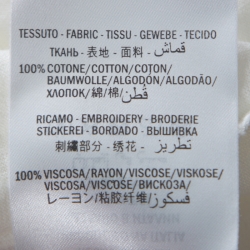 TESSUTO - FABRIC - TISSU - GEWEBE - TECIDO
ТКАНЬ - 表地 - 面料 - قماش
100% COTONE/COTTON/COTON/
BAUMWOLLE/ALGODÓN/ALGODÃO/
ХЛОПОК/綿/棉/قطن
RICAMO - EMBROIDERY - BRODERIE
STICKEREI - BORDADO - ВЫШИВКА
刺繍部分 - 绣花 - تطريز
100% VISCOSA/RAYON/VISCOSE/VISKOSE/
VISCOSA/VISCOSE/ВИСКОЗА/
レーヨン/粘胶纤维/فسكوز